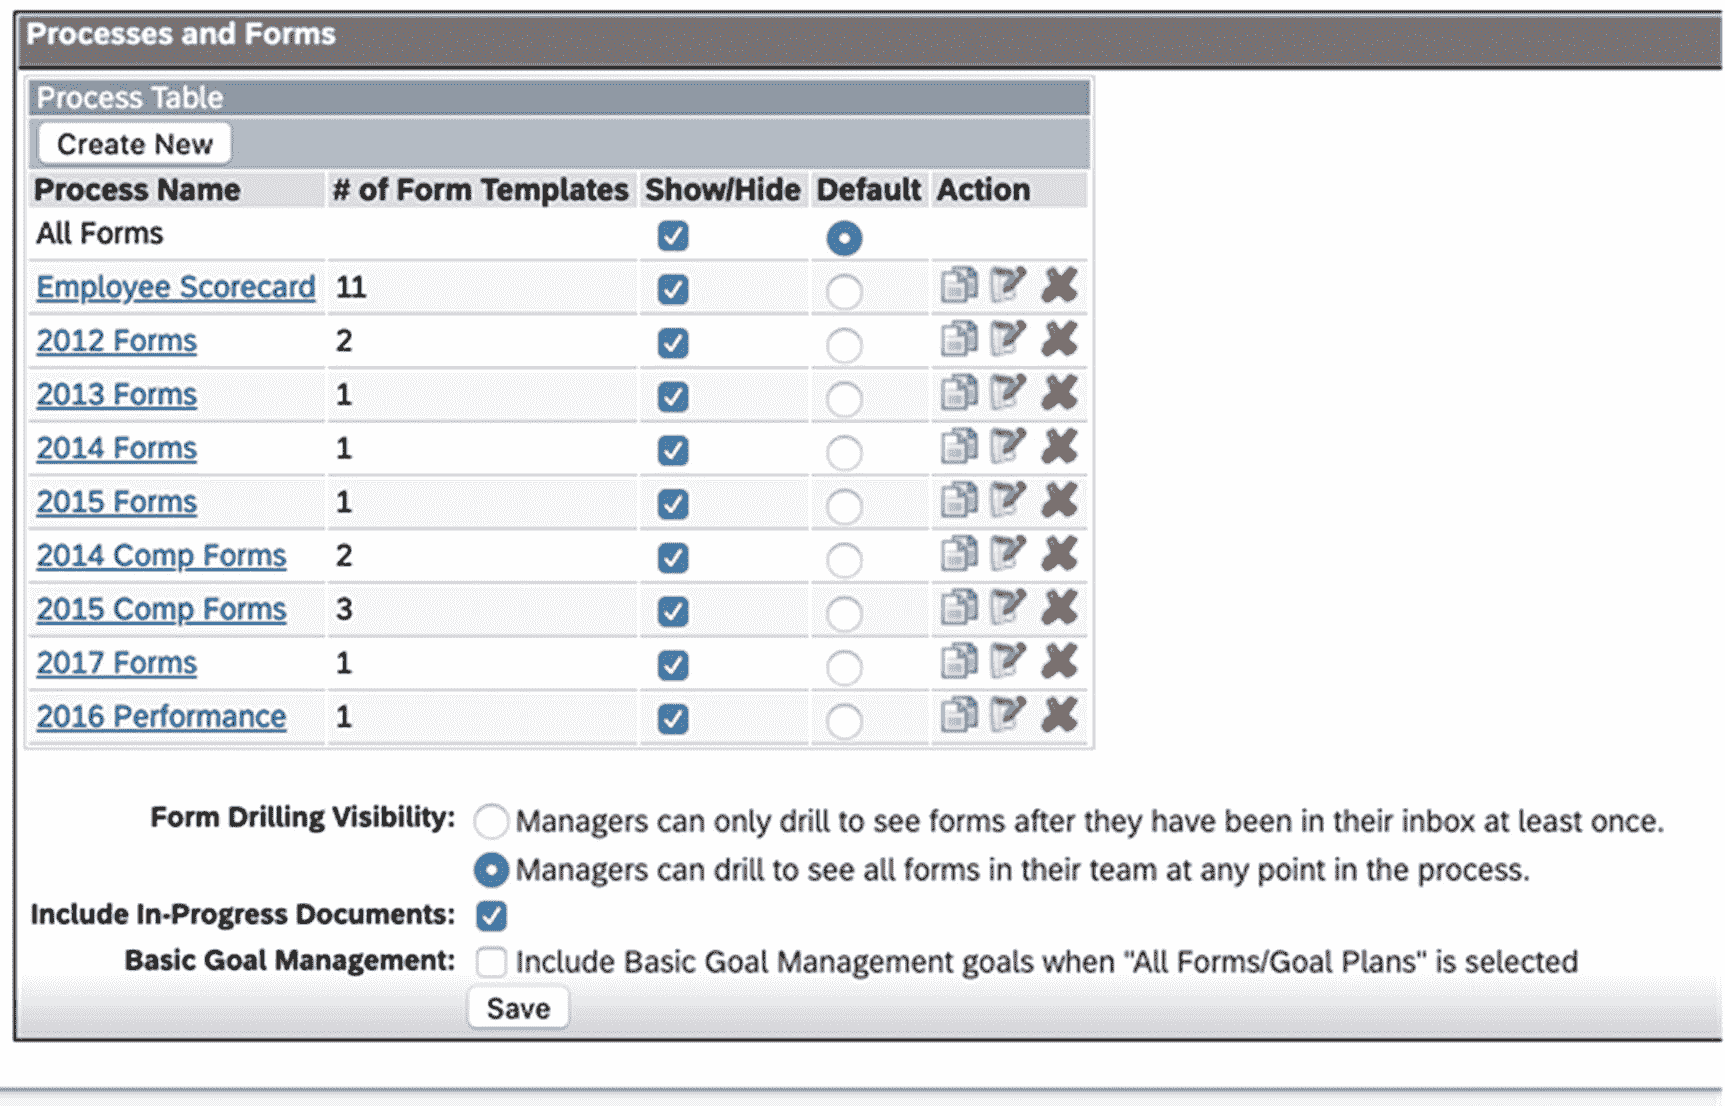 Processes and Forms
Process Table
Create New
Process Name # of Form Templates Show/Hide Default Action
All Forms
Employee Scorecard 11
2012 Forms 2
2013 Forms 1
2014 Forms 1
2015 Forms 1
2014 Comp Forms 2
2015 Comp Forms 3
2017 Forms 1
2016 Performance 1
Form Drilling Visibility: Managers can only drill to see forms after they have been in their inbox at least once.
Managers can drill to see all forms in their team at any point in the process.
Include In-Progress Documents:
Basic Goal Management: Include Basic Goal Management goals when "All Forms/Goal Plans" is selected
Save